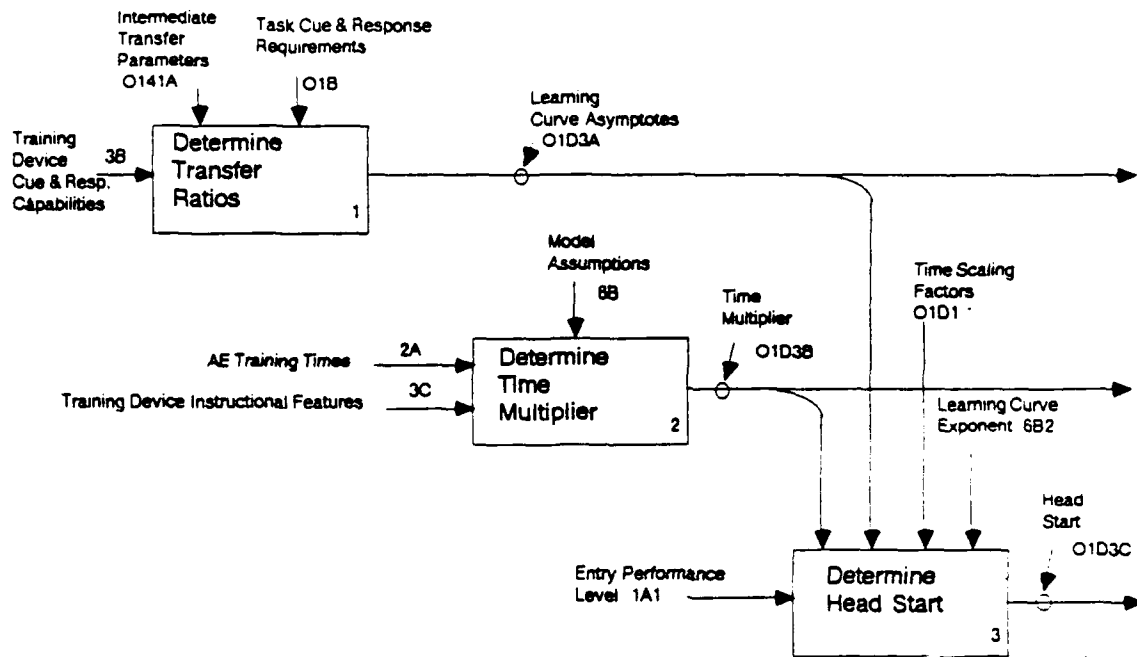 Intermediate
Transfer
Parameters
O141A
Task Cue & Response
Requirements
O1B
Training
Device
Cue & Resp.
Capabilities
3B
Determine
Transfer
Ratios
1
Learning
Curve Asymptotes
O1D3A
Model
Assumptions
6B
AE Training Times
2A
Training Device Instructional Features
3C
Determine
Time
Multiplier
2
Time
Multiplier
O1D3B
Time Scaling
Factors
O1D1
Learning Curve
Exponent 6B2
Entry Performance
Level 1A1
Determine
Head Start
3
Head
Start
O1D3C